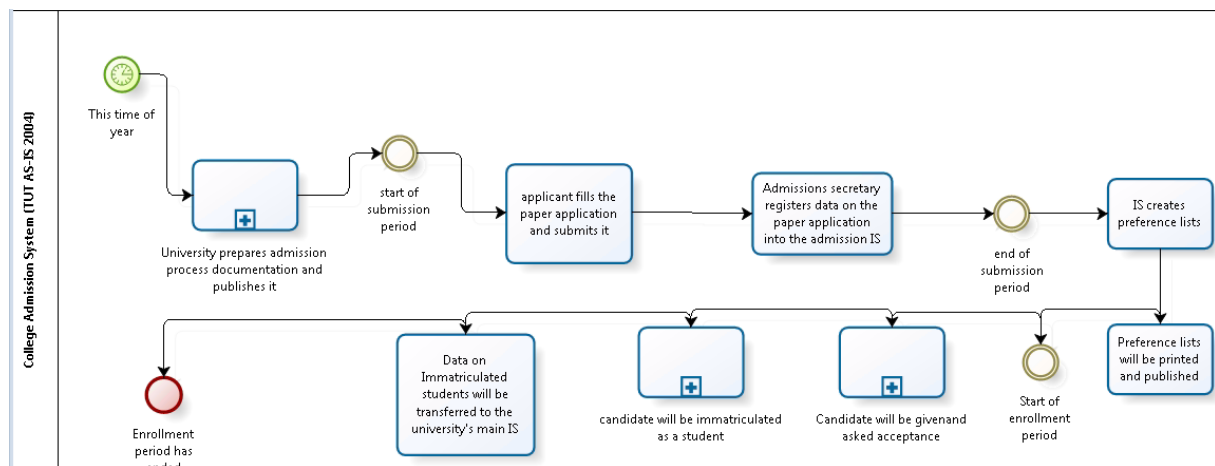 College Admission System (TUT AS-IS 2004)
This time of
year
University prepares admission
process documentation and
publishes it
start of
submission
period
applicant fills the
paper application
and submits it
Admissions secretary
registers data on the
paper application
into the admission IS
end of
submission
period
IS creates
preference lists
Preference lists
will be printed
and published
Start of
enrollment
period
Candidate will be givenand
asked acceptance
candidate will be immatriculated
as a student
Data on
Immatriculated
students will be
transferred to the
university's main IS
Enrollment
period has
ended